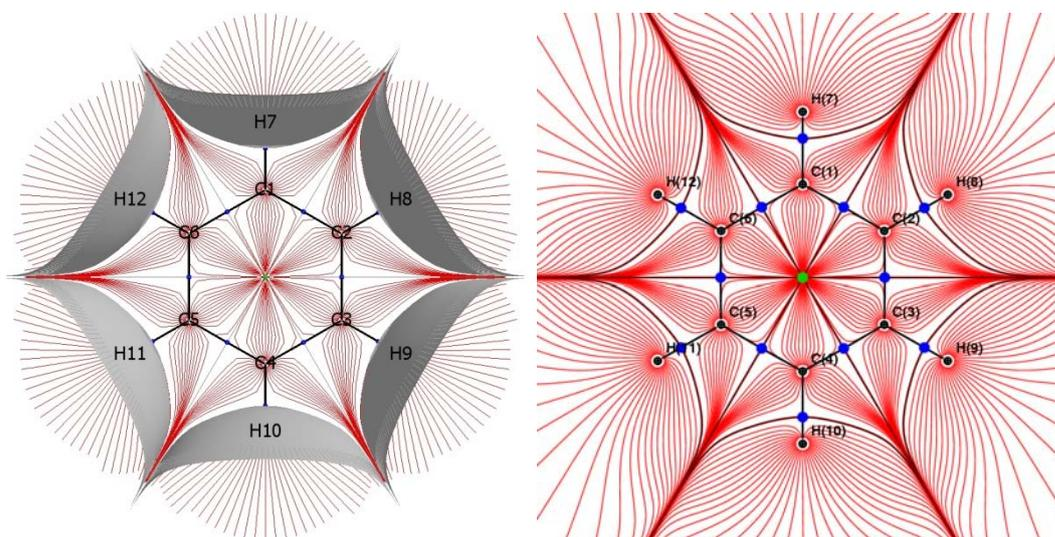 H7
H12
C1
H8
C6
C2
C5
C3
H11
C4
H9
H10
H(7)
H(12)
C(1)
H(8)
C(6)
C(2)
C(5)
C(3)
H(11)
C(4)
H(9)
H(10)